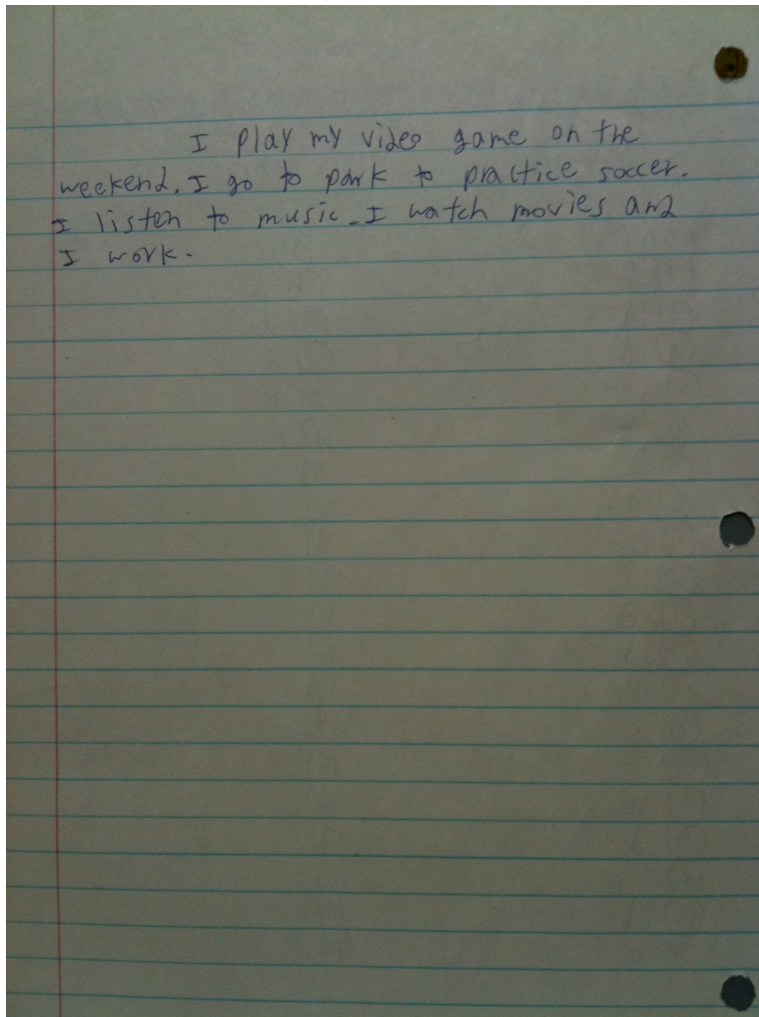 I play my video game on the
weekend. I go to park to practice soccer.
I listen to music. I watch movies and
I work.